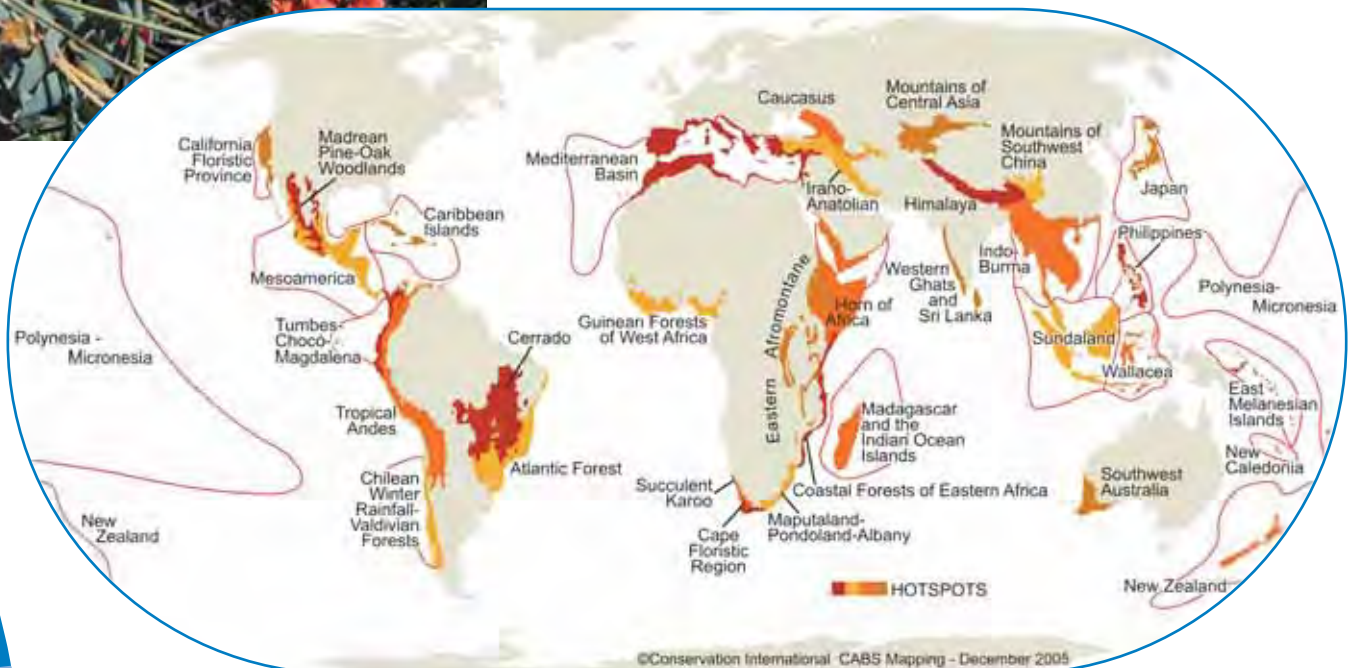 Caucasus
Mountains of
Central Asia
California
Floristic
Province
Madrean
Pine-Oak
Woodlands
Mediterranean
Basin
Irano-
Anatolian
Mountains of
Southwest
China
Himalaya
Japan
Caribbean
Islands
Mesoamerica
Indo-
Burma
Philippines
Western
Ghats
and
Sri Lanka
Polynesia-
Micronesia
Polynesia -
Micronesia
Tumbes-
Chocó-
Magdalena
Cerrado
Guinean Forests
of West Africa
Eastern Afromontane
Horn of
Africa
Sundaland
Wallacea
East
Melanesian
Islands
Tropical
Andes
Madagascar
and the
Indian Ocean
Islands
New
Caledonia
Atlantic Forest
Chilean
Winter
Rainfall-
Valdivian
Forests
Succulent
Karoo
Coastal Forests of Eastern Africa
Southwest
Australia
New
Zealand
Cape
Floristic
Region
Maputaland-
Pondoland-Albany
HOTSPOTS
New Zealand
©Conservation International CABS Mapping - December 2005